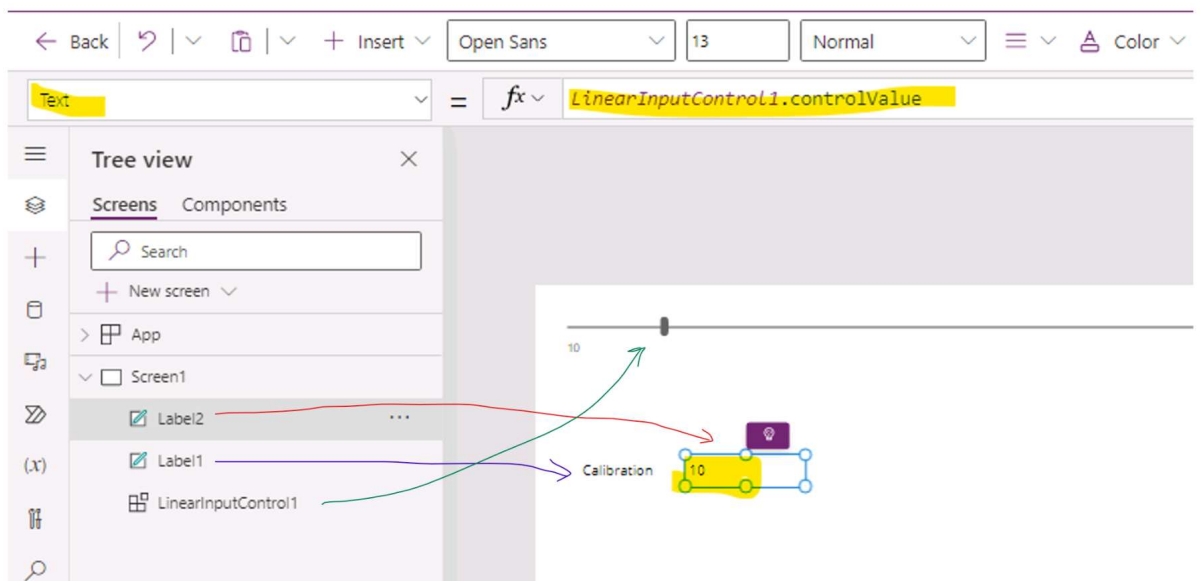 Back Insert Open Sans 13 Normal Color
Text = fx LinearInputControl1.controlValue
Tree view
Screens Components
Search
New screen
App
10
Screen1
Label2
Label1
Calibration 10
(x) LinearInputControl1